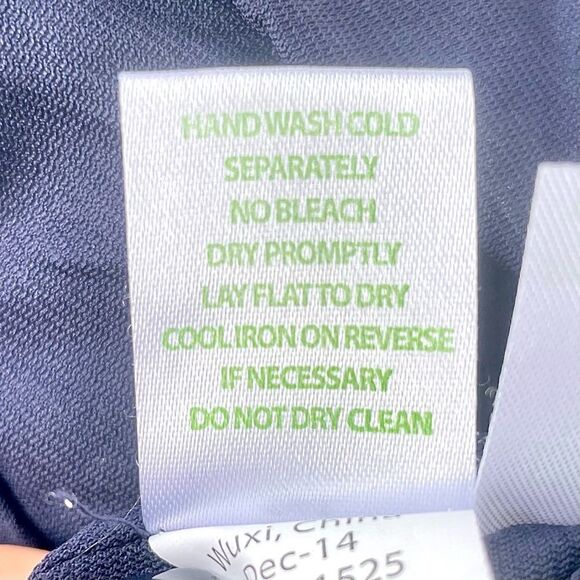 HAND WASH COLD
SEPARATELY
NO BLEACH
DRY PROMPTLY
LAY FLAT TO DRY
COOL IRON ON REVERSE
IF NECESSARY
DO NOT DRY CLEAN
Wuxi, China
Dec-14
1525